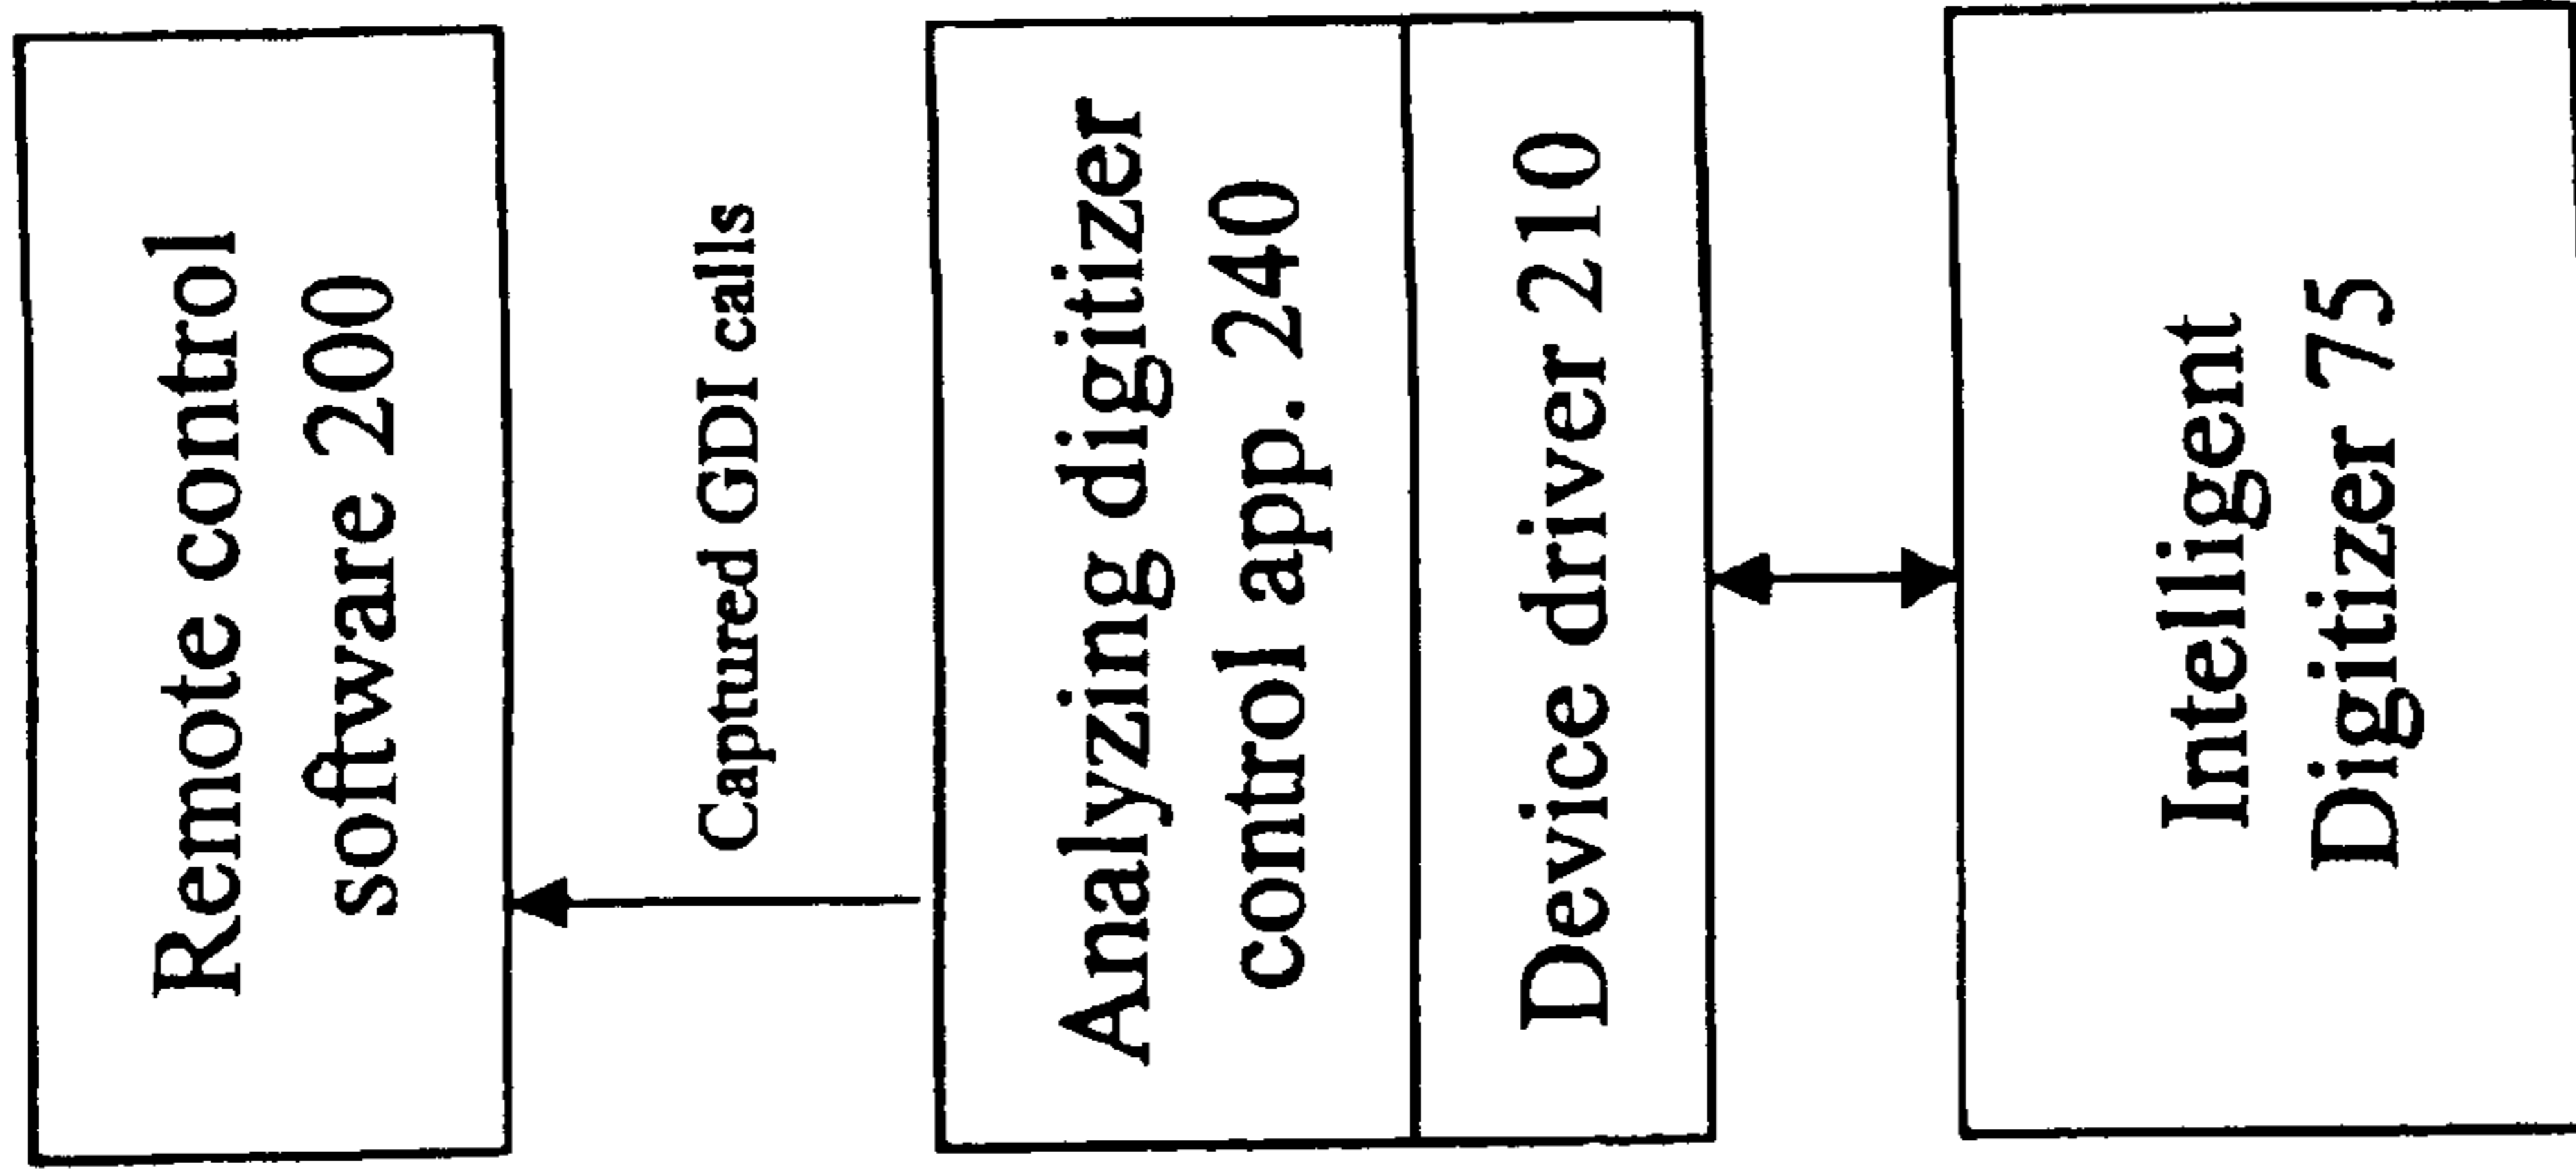 Remote control
software 200
Captured GDI calls
Analyzing digitizer
control app. 240
Device driver 210
Intelligent
Digitizer 75